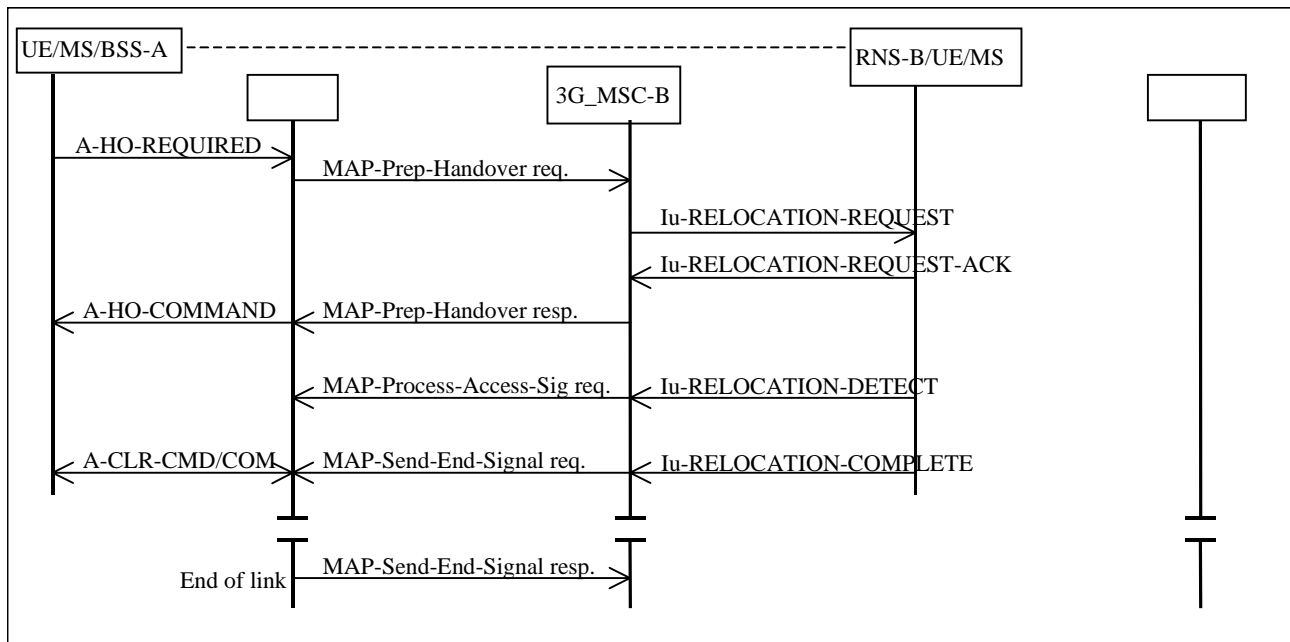 UE/MS/BSS-A
RNS-B/UE/MS
3G_MSC-B
A-HO-REQUIRED
MAP-Prep-Handover req.
Iu-RELOCATION-REQUEST
Iu-RELOCATION-REQUEST-ACK
A-HO-COMMAND
MAP-Prep-Handover resp.
MAP-Process-Access-Sig req.
Iu-RELOCATION-DETECT
A-CLR-CMD/COM
MAP-Send-End-Signal req.
Iu-RELOCATION-COMPLETE
End of link
MAP-Send-End-Signal resp.